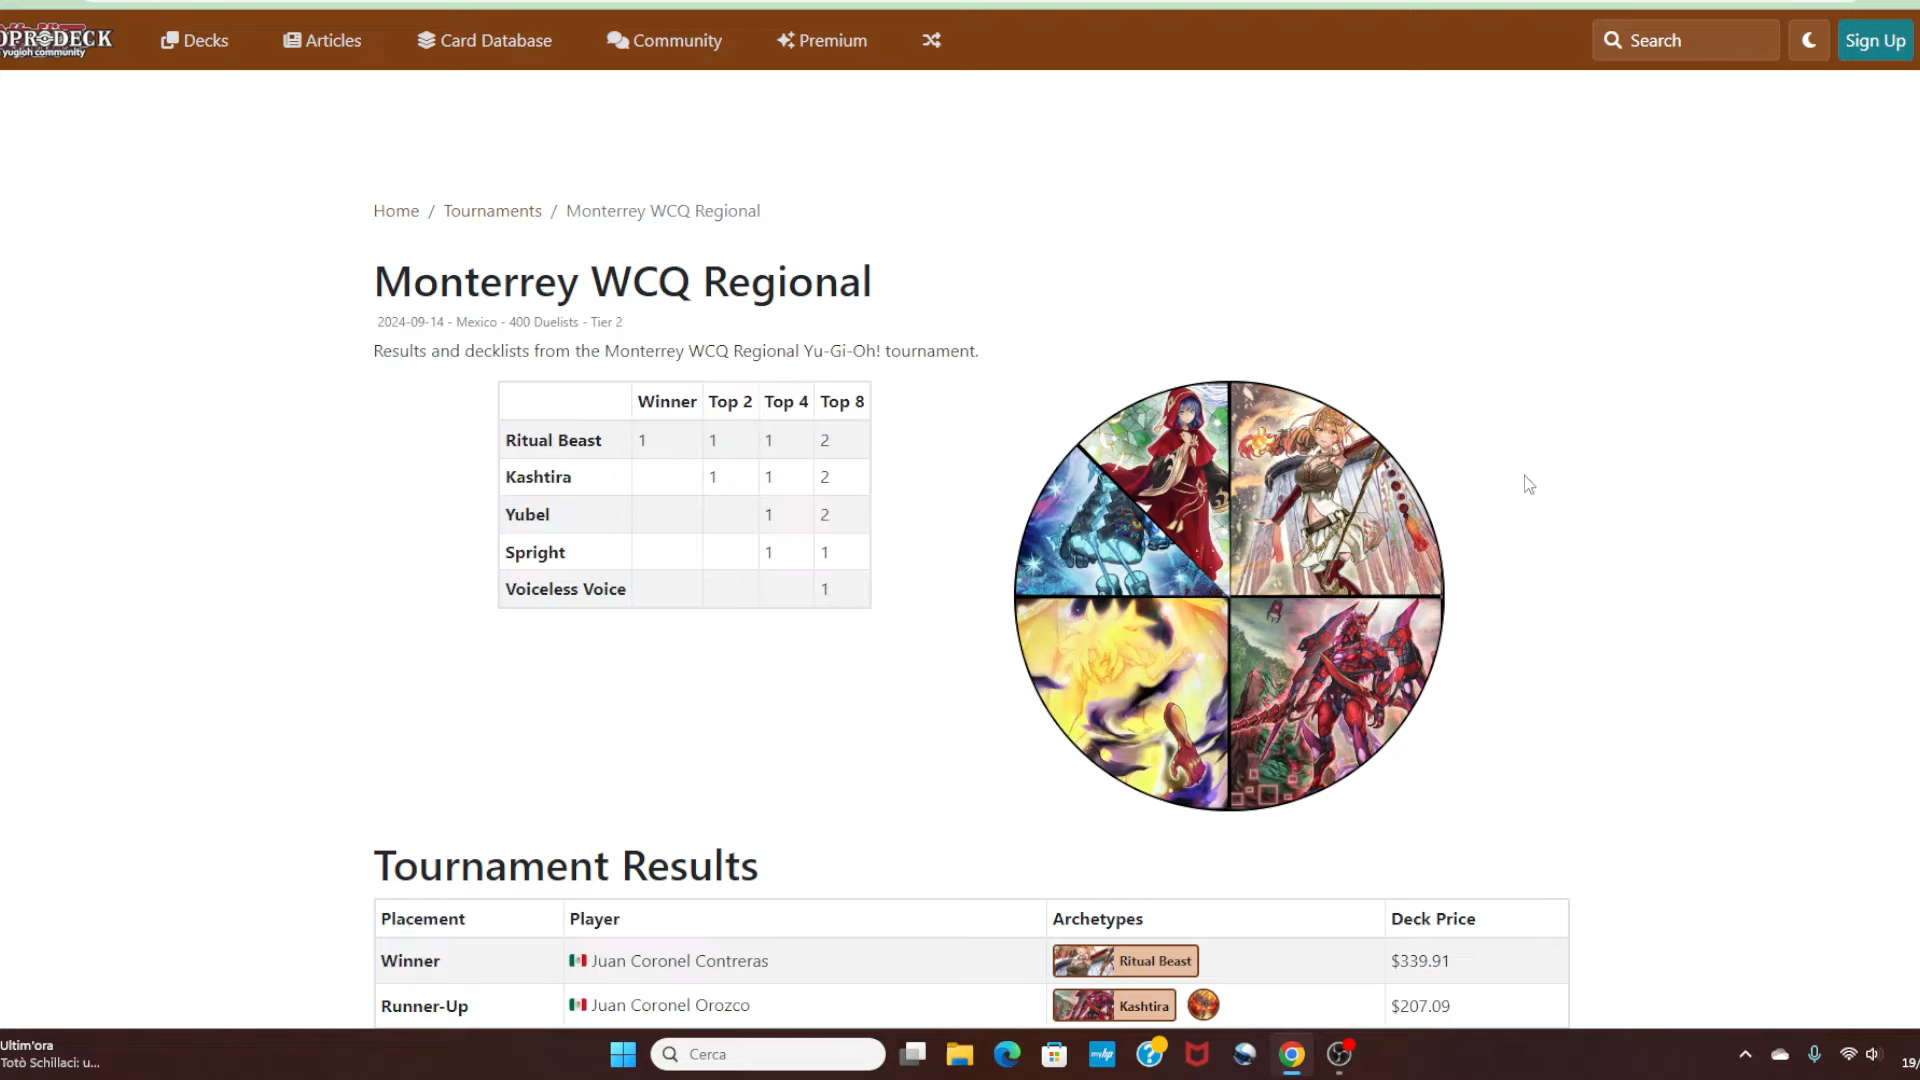 OPRODECK
yugioh community
Decks
Articles
Card Database
Community
Premium
Search
Sign Up
Home / Tournaments / Monterrey WCQ Regional
Monterrey WCQ Regional
2024-09-14 - Mexico - 400 Duelists - Tier 2
Results and decklists from the Monterrey WCQ Regional Yu-Gi-Oh! tournament.
Winner Top 2 Top 4 Top 8
Ritual Beast 1 1 1 2
Kashtira 1 1 2
Yubel 1 2
Spright 1 1
Voiceless Voice 1
Tournament Results
Placement Player Archetypes Deck Price
Winner Juan Coronel Contreras Ritual Beast $339.91
Runner-Up Juan Coronel Orozco Kashtira $207.09
Ultim'ora
Totò Schillaci: u...
Cerca
myhp
19/